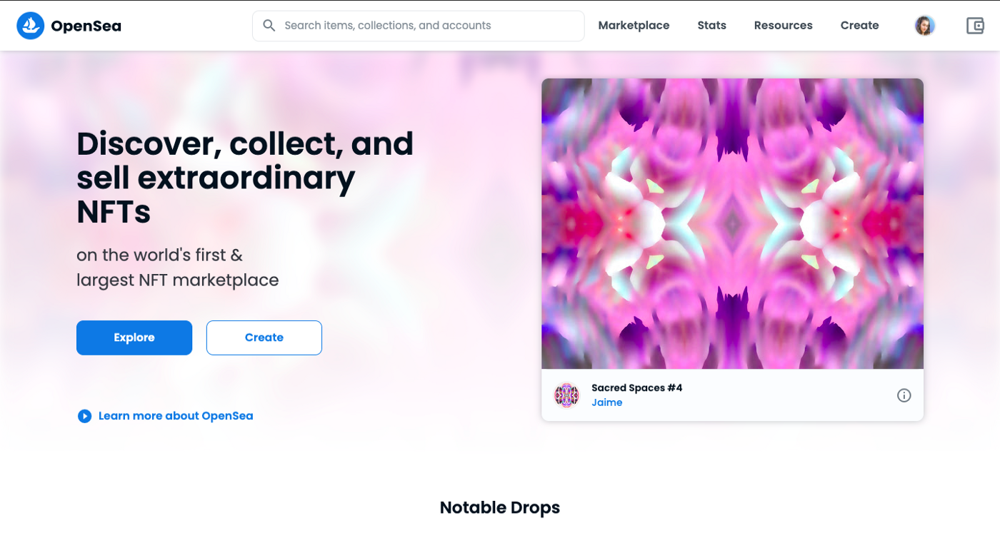 OpenSea
Search items, collections, and accounts
Marketplace
Stats
Resources
Create
Discover, collect, and
sell extraordinary
NFTs
on the world's first &
largest NFT marketplace
Explore
Create
Learn more about OpenSea
Sacred Spaces #4
Jaime
Notable Drops